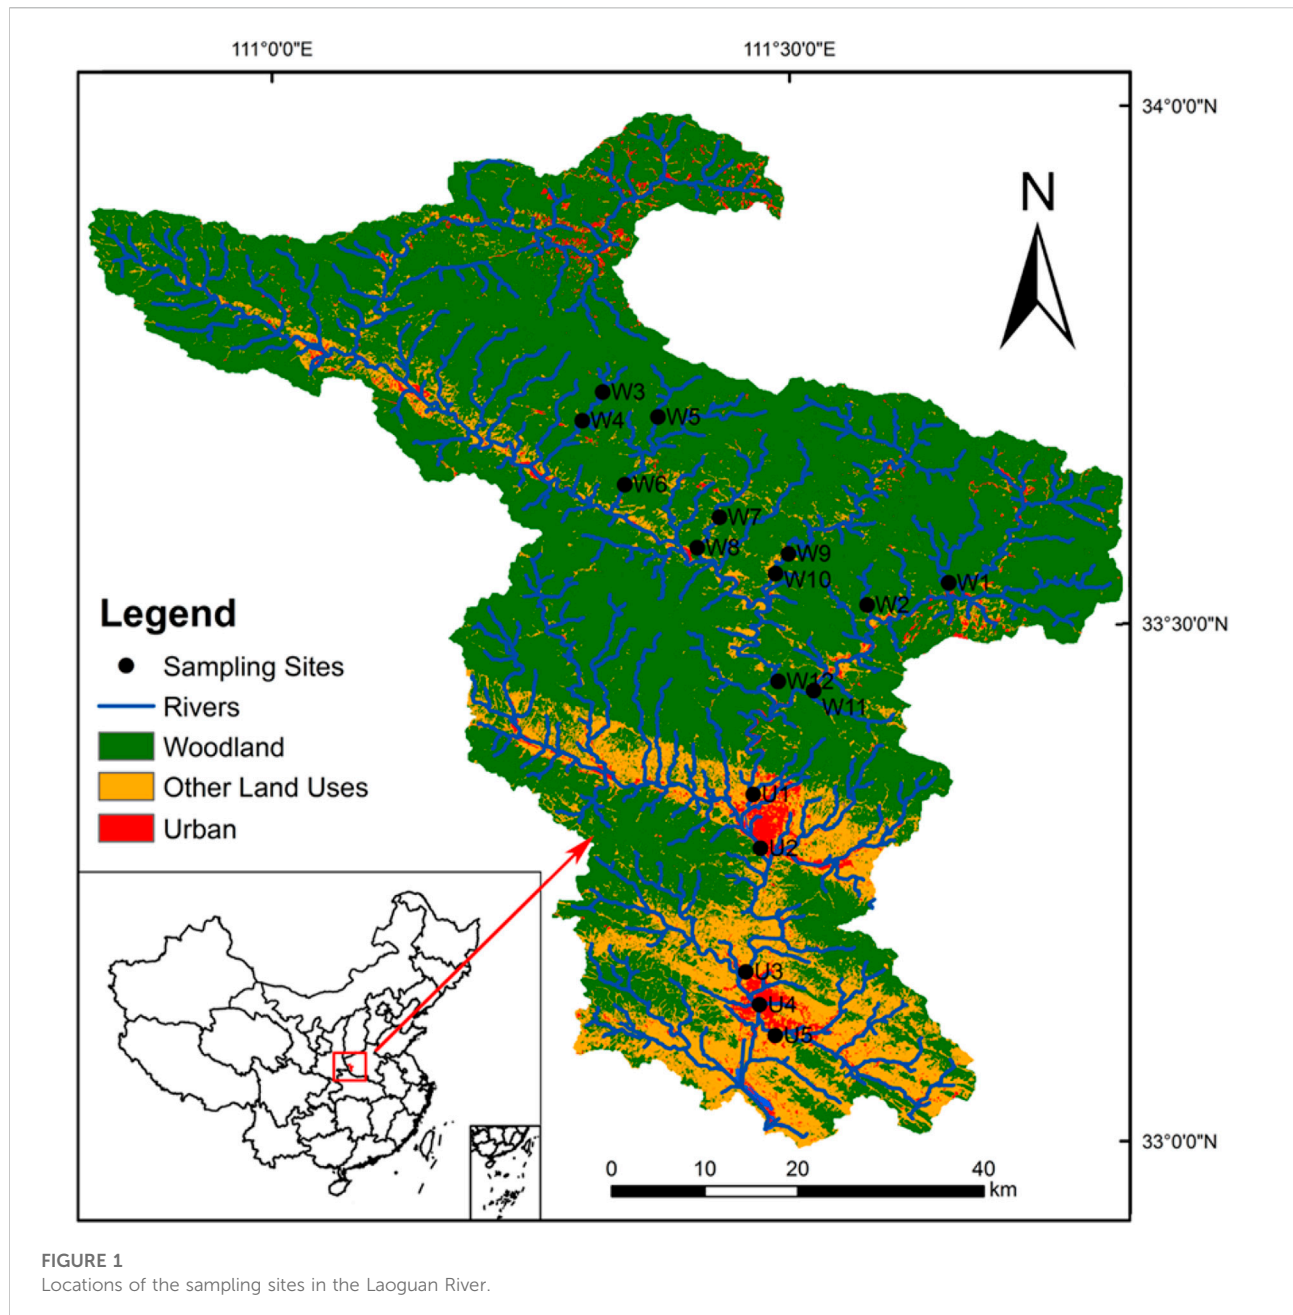 111°0'0"E
111°30'0"E
34°0'0"N
N
W3
W4
W5
W6
W7
W8
W9
W10
W1
W2
33°30'0"N
W12
W11
Legend
Sampling Sites
Rivers
Woodland
Other Land Uses
Urban
U1
U2
U3
U4
U5
33°0'0"N
0 10 20 40
km
FIGURE 1
Locations of the sampling sites in the Laoguan River.